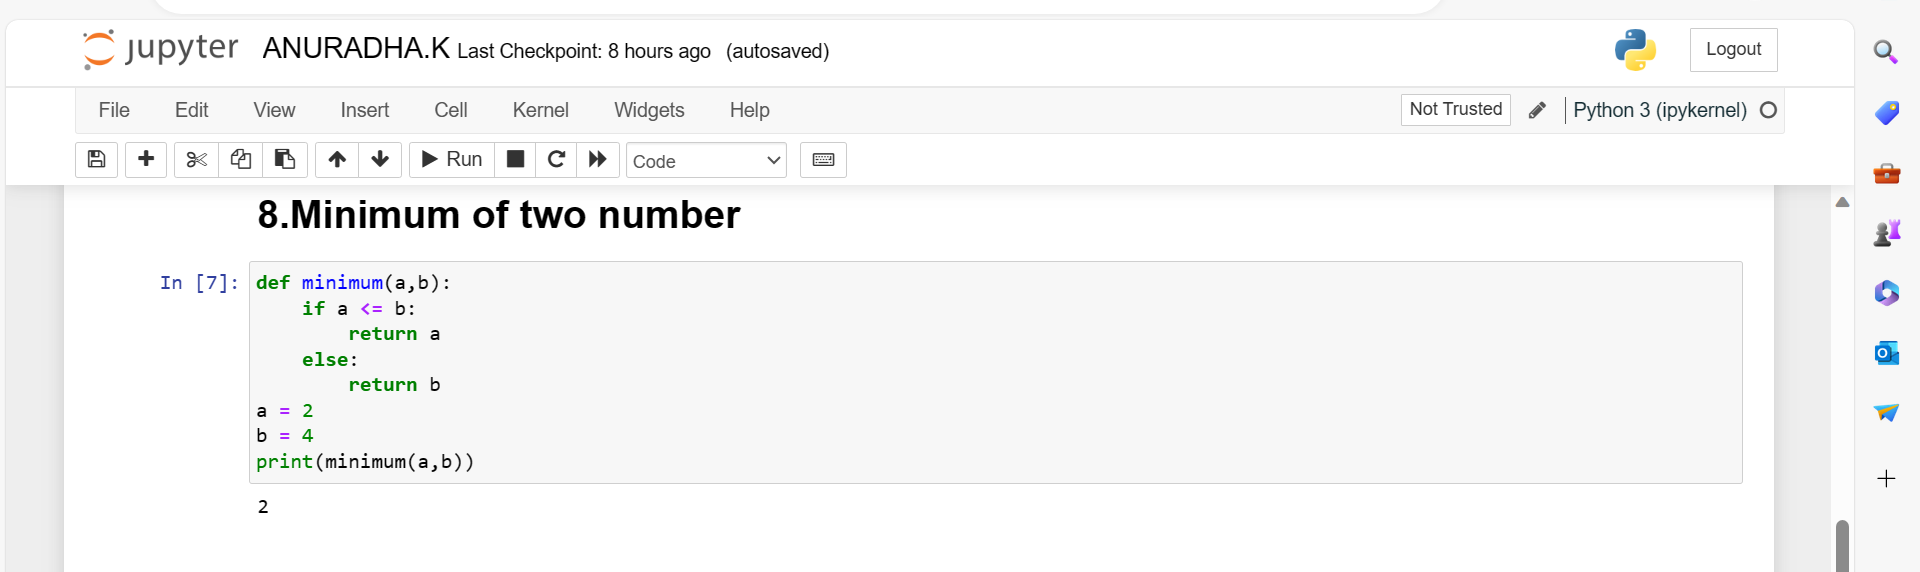 jupyter ANURADHA.K Last Checkpoint: 8 hours ago (autosaved)
Logout
File Edit View Insert Cell Kernel Widgets Help
Not Trusted
Python 3 (ipykernel)
Run
Code
8.Minimum of two number
In [7]:
def minimum(a,b):
    if a <= b:
        return a
    else:
        return b
a = 2
b = 4
print(minimum(a,b))
2